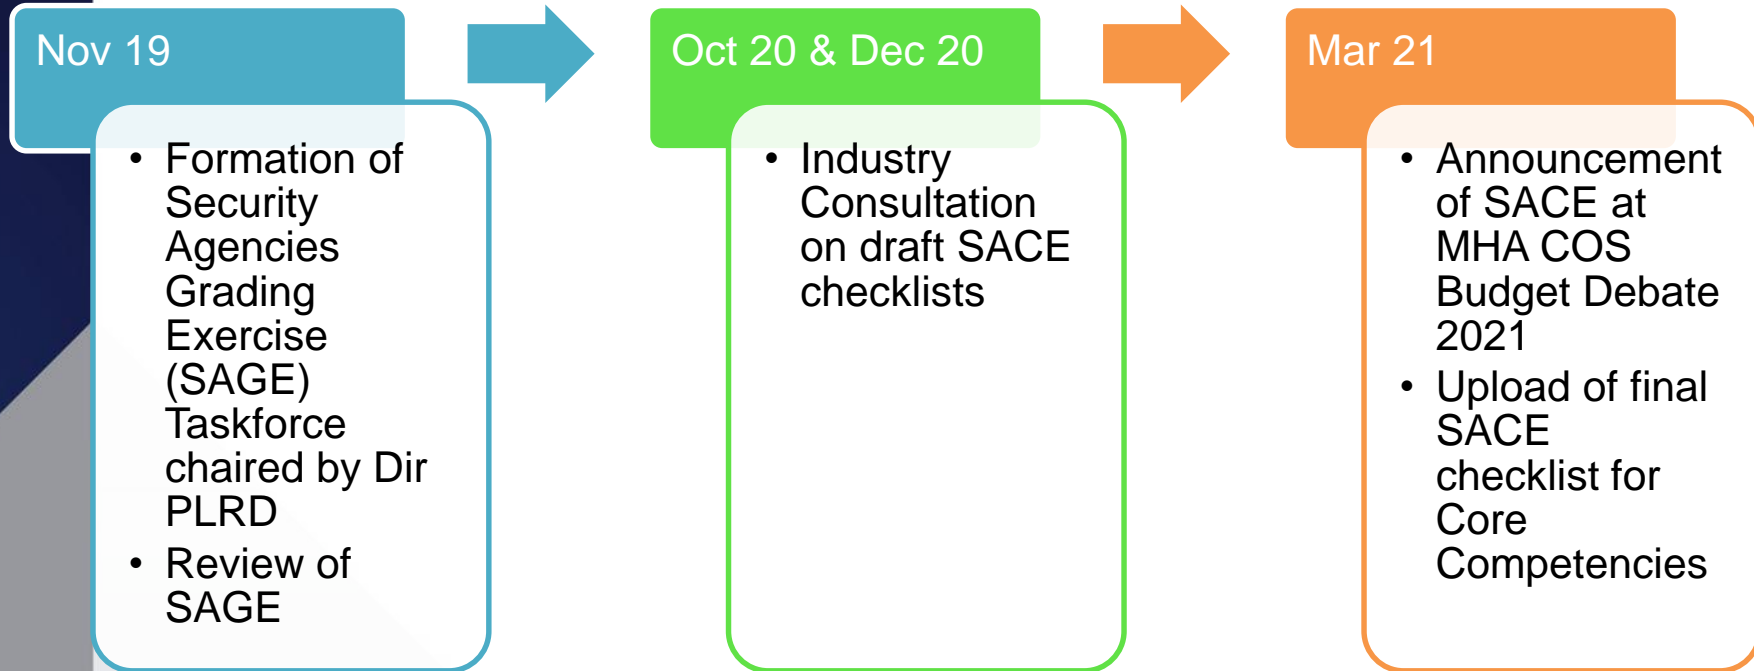 Nov 19
• Formation of
Security
Agencies
Grading
Exercise
(SAGE)
Taskforce
chaired by Dir
PLRD
• Review of
SAGE
Oct 20 & Dec 20
• Industry
Consultation
on draft SACE
checklists
Mar 21
• Announcement
of SACE at
MHA COS
Budget Debate
2021
• Upload of final
SACE
checklist for
Core
Competencies